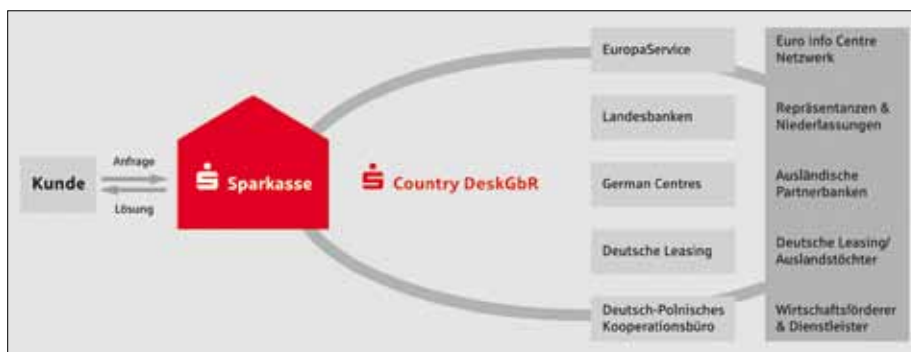 Kunde
Anfrage
Lösung
Sparkasse
Country DeskGbR
EuropaService
Landesbanken
German Centres
Deutsche Leasing
Deutsch-Polnisches
Kooperationsbüro
Euro info Centre
Netzwerk
Repräsentanzen &
Niederlassungen
Ausländische
Partnerbanken
Deutsche Leasing/
Auslandstöchter
Wirtschaftsförderer
& Dienstleister